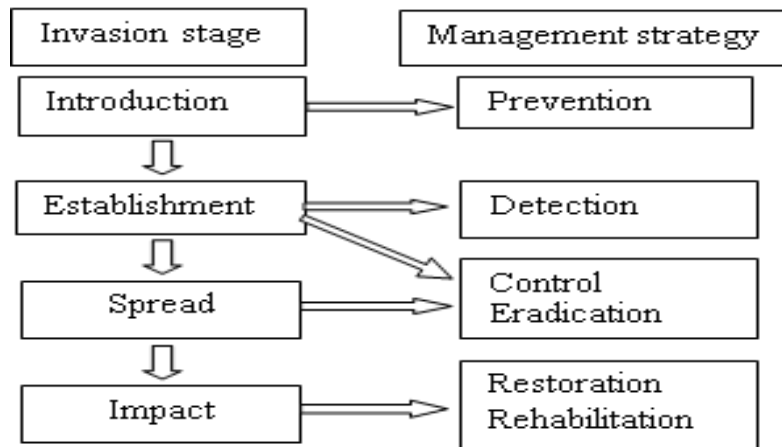 Invasion stage
Management strategy
Introduction
Prevention
Establishment
Detection
Spread
Control
Eradication
Impact
Restoration
Rehabilitation